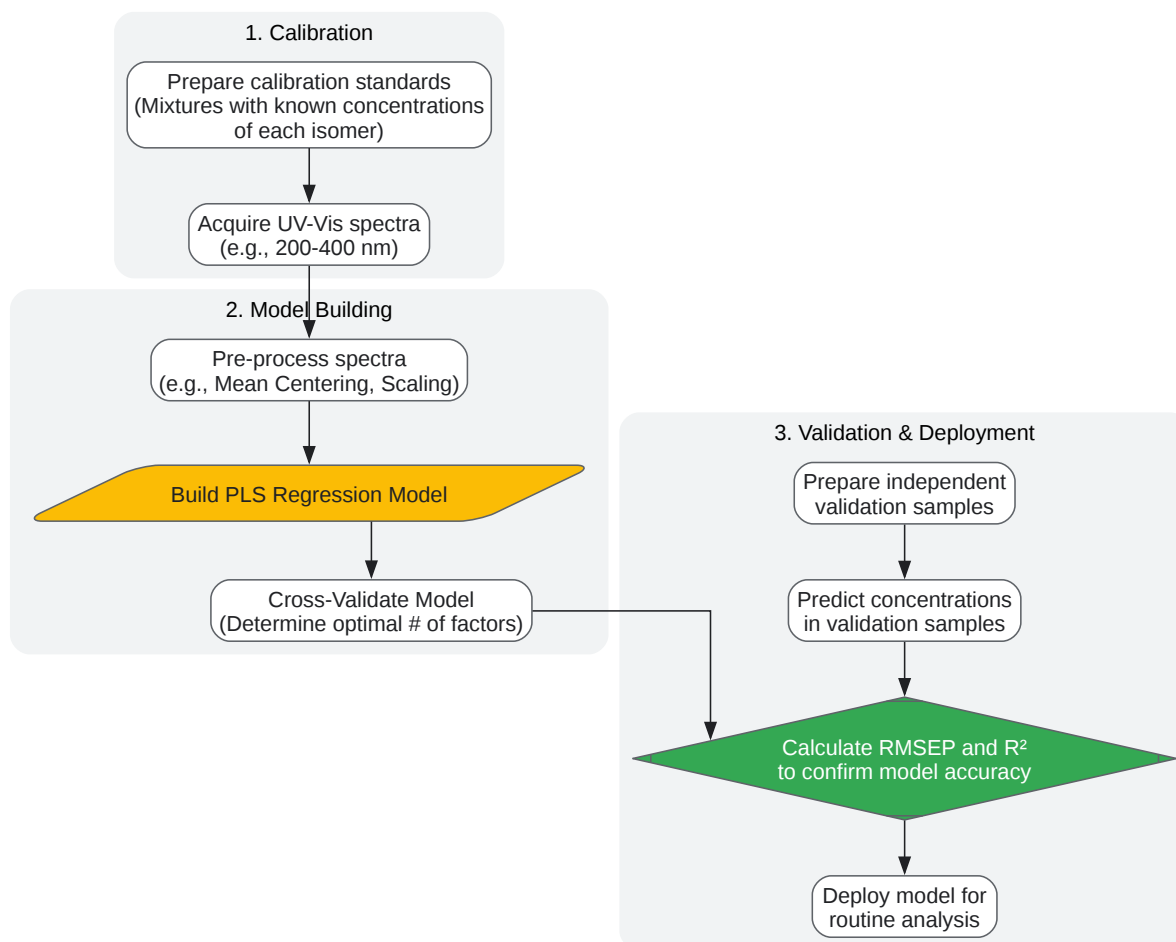 1. Calibration
Prepare calibration standards
(Mixtures with known concentrations
of each isomer)
Acquire UV-Vis spectra
(e.g., 200-400 nm)
2. Model Building
Pre-process spectra
(e.g., Mean Centering, Scaling)
Build PLS Regression Model
Cross-Validate Model
(Determine optimal # of factors)
3. Validation & Deployment
Prepare independent
validation samples
Predict concentrations
in validation samples
Calculate RMSEP and R²
to confirm model accuracy
Deploy model for
routine analysis